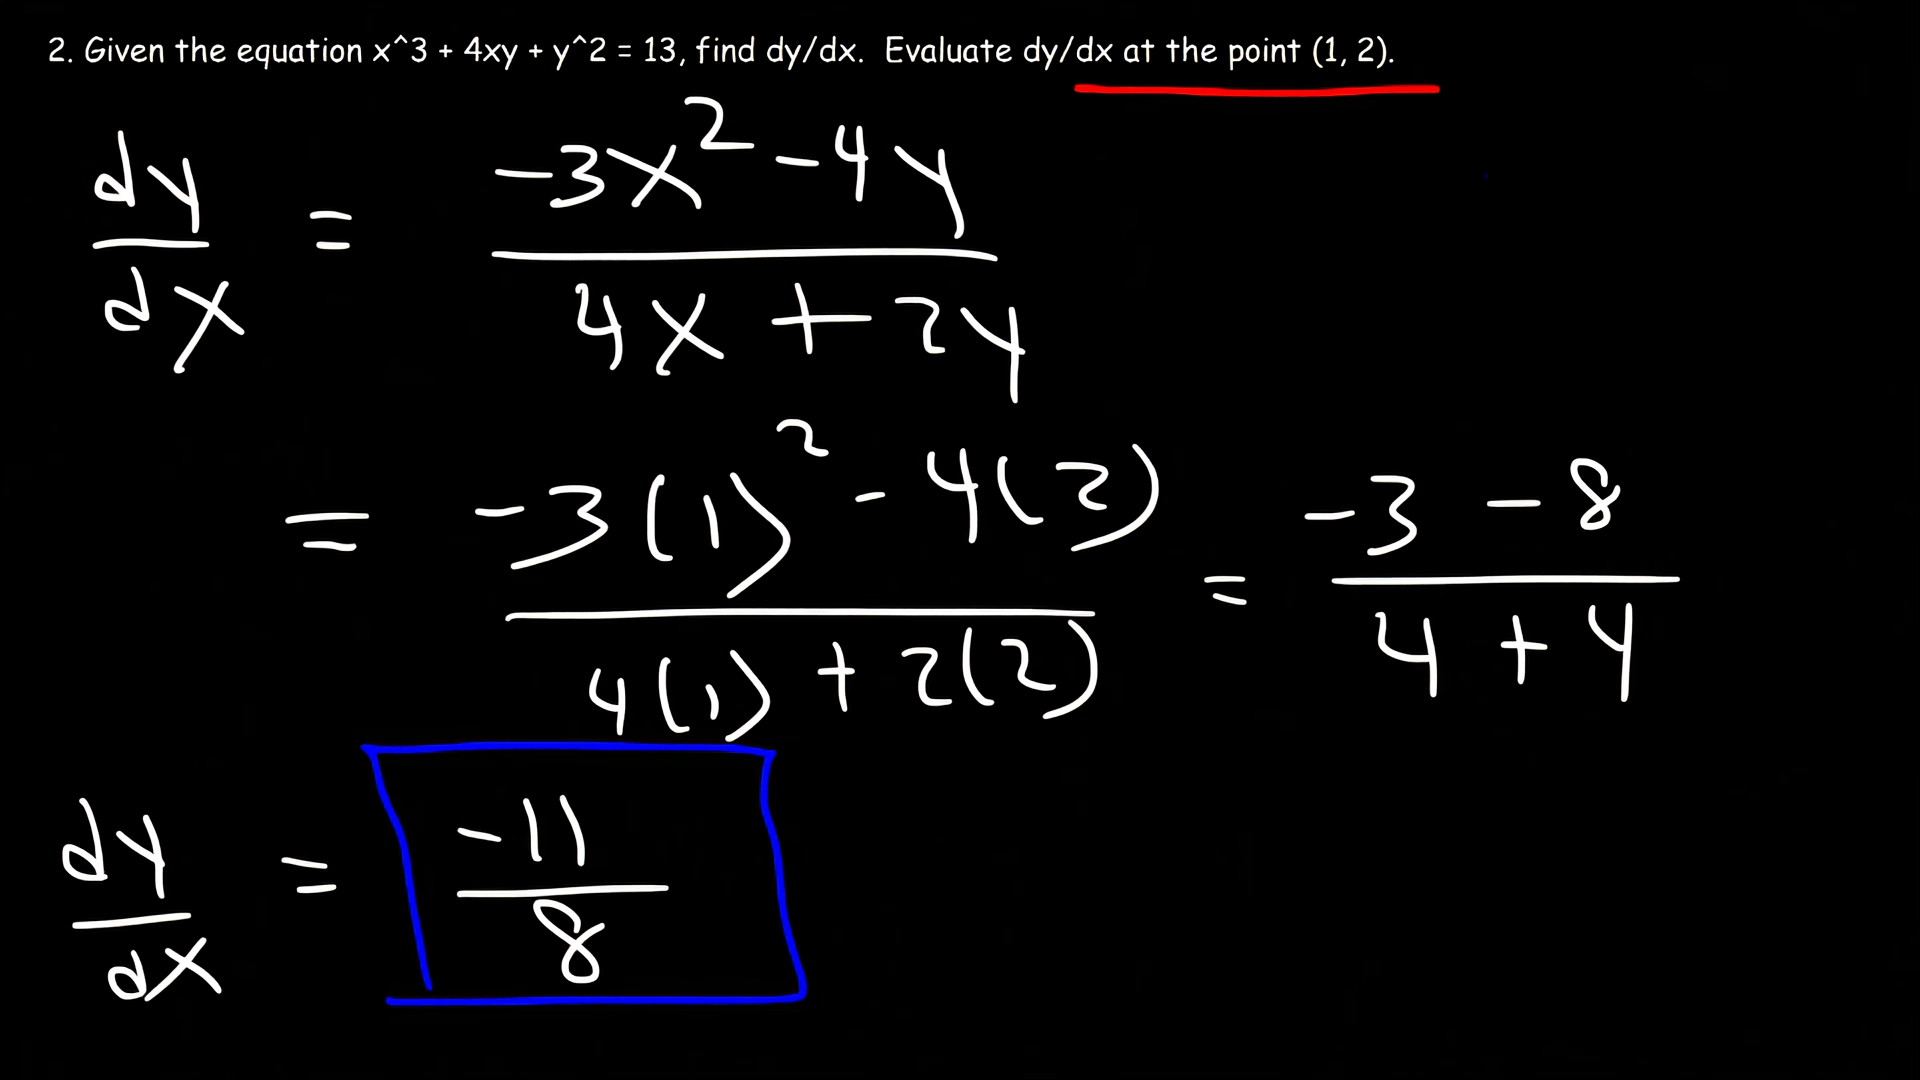 2. Given the equation x^3 + 4xy + y^2 = 13, find dy/dx. Evaluate dy/dx at the point (1, 2).
dy/dx = (-3x² - 4y)/(4x + 2y)
= (-3(1)² - 4(2))/(4(1) + 2(2)) = (-3 - 8)/(4 + 4)
dy/dx = -11/8